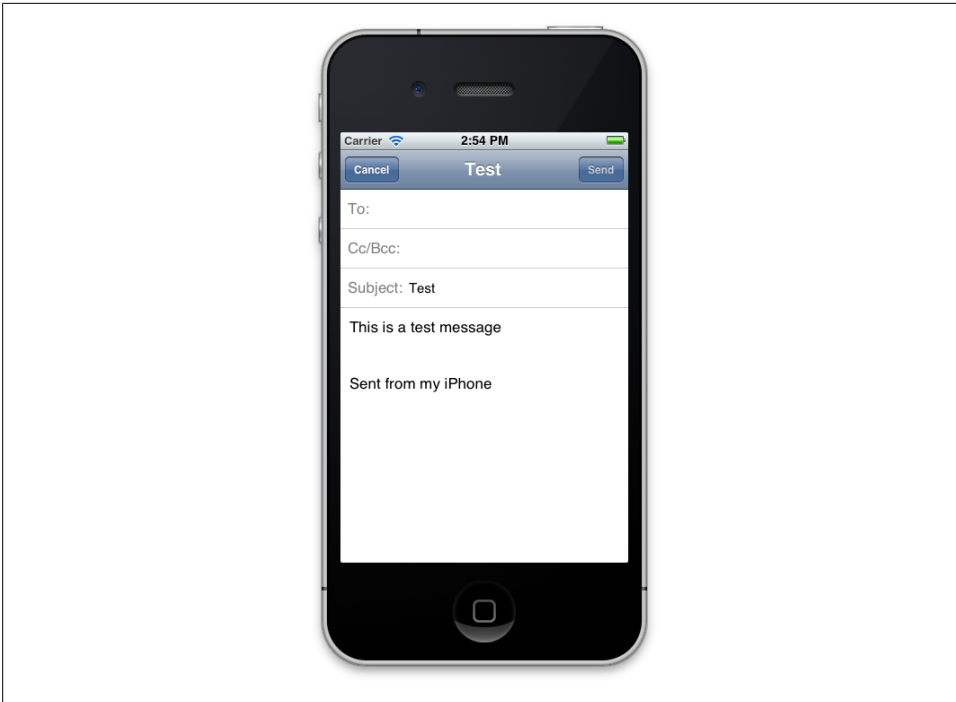 Carrier 2:54 PM
Cancel Test Send
To:
Cc/Bcc:
Subject: Test
This is a test message
Sent from my iPhone